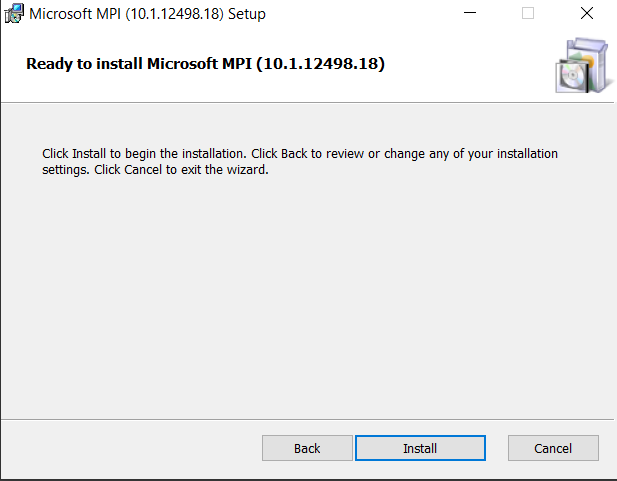 Microsoft MPI (10.1.12498.18) Setup
Ready to install Microsoft MPI (10.1.12498.18)
Click Install to begin the installation. Click Back to review or change any of your installation
settings. Click Cancel to exit the wizard.
Back
Install
Cancel